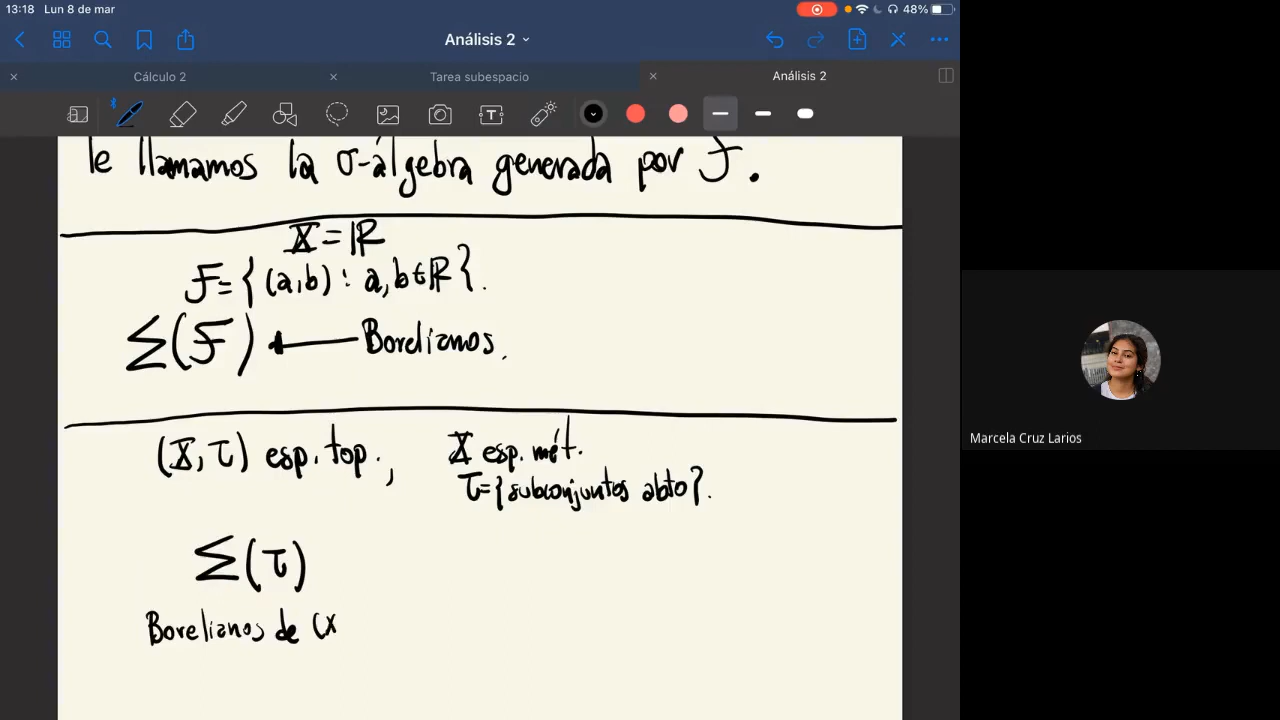 13:18 Lun 8 de mar
48%
Análisis 2
Cálculo 2
Tarea subespacio
Análisis 2
le llamamos la σ-álgebra generada por ℱ.
𝕏 = ℝ
ℱ = { (a,b) : a, b ∈ ℝ }.
Σ(ℱ) ← Borelianos.
(𝕏, τ) esp. top. ,
𝕏 esp. mét.
τ = {subconjuntos abto}.
Σ(τ)
Borelianos de (X
Marcela Cruz Larios